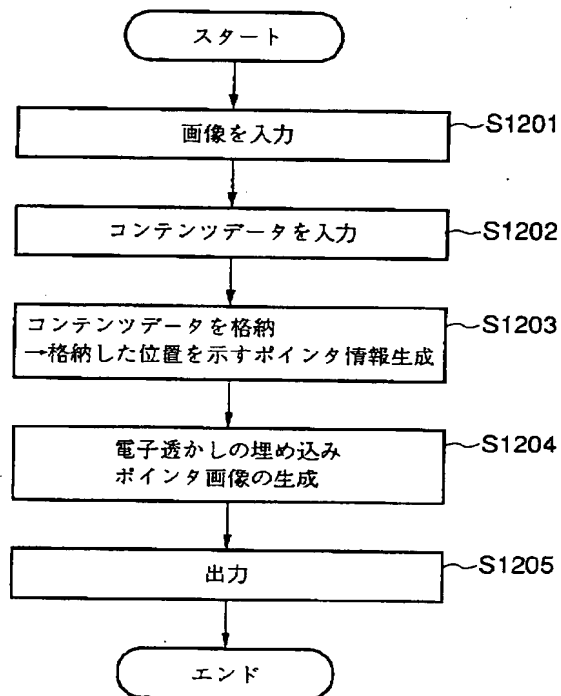 スタート
画像を入力
S1201
コンテンツデータを入力
S1202
コンテンツデータを格納
→格納した位置を示すポインタ情報生成
S1203
電子透かしの埋め込み
ポインタ画像の生成
S1204
出力
S1205
エンド